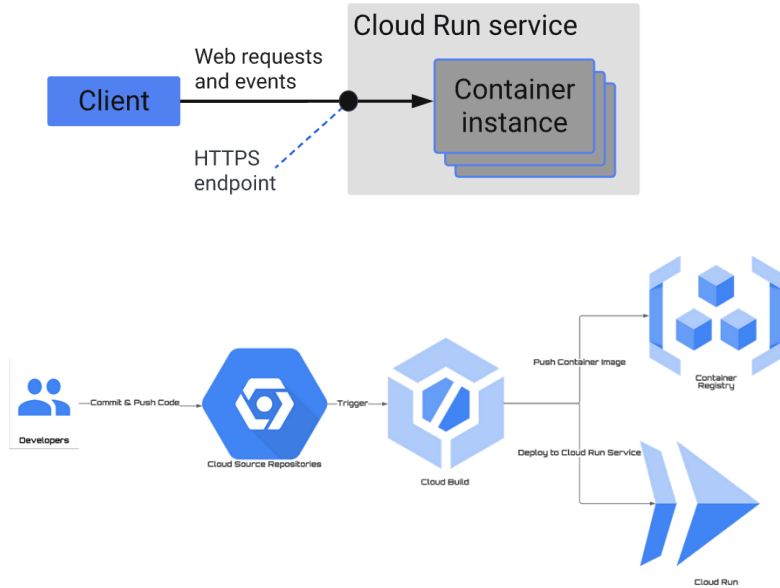 Cloud Run service
Web requests
and events
Client
Container
instance
HTTPS
endpoint
Push Container Image
Container
Registry
Commit & Push Code
Trigger
Developers
Cloud Source Repositories
Deploy to Cloud Run Service
Cloud Build
Cloud Run